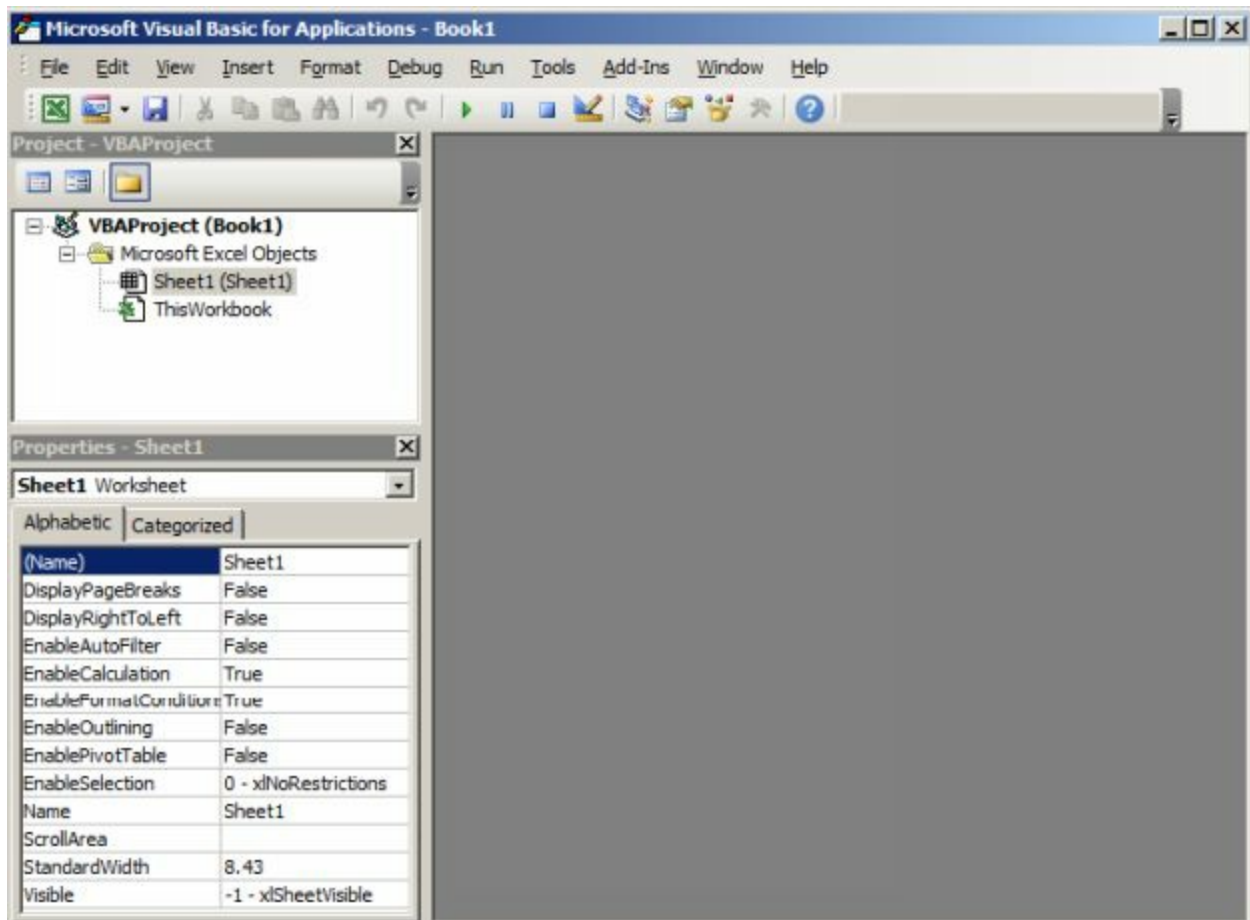 Microsoft Visual Basic for Applications - Book1
File Edit View Insert Format Debug Run Tools Add-Ins Window Help
Project - VBAProject
VBAProject (Book1)
Microsoft Excel Objects
Sheet1 (Sheet1)
ThisWorkbook
Properties - Sheet1
Sheet1 Worksheet
Alphabetic Categorized
(Name) Sheet1
DisplayPageBreaks False
DisplayRightToLeft False
EnableAutoFilter False
EnableCalculation True
EnableFormatConditions True
EnableOutlining False
EnablePivotTable False
EnableSelection 0 - xlNoRestrictions
Name Sheet1
ScrollArea
StandardWidth 8.43
Visible -1 - xlSheetVisible